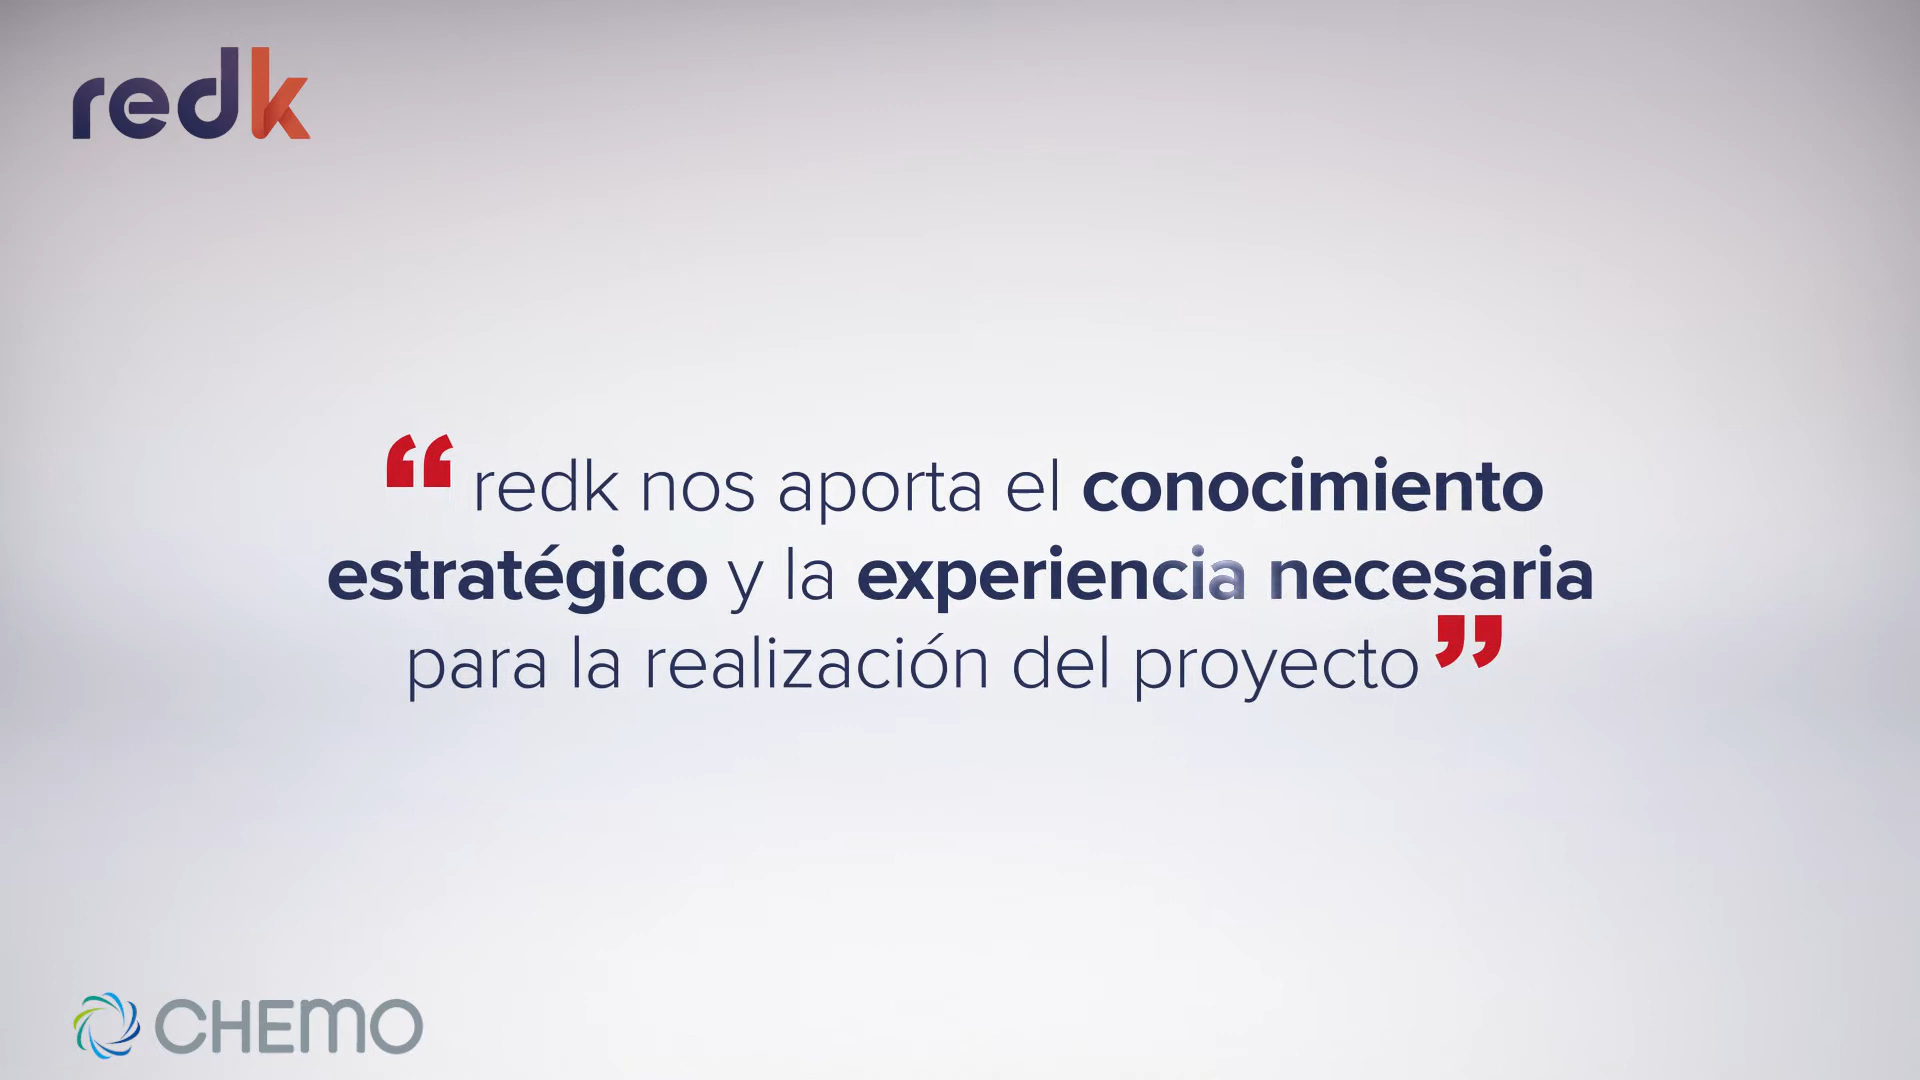 redk
“ redk nos aporta el conocimiento
estratégico y la experiencia necesaria
para la realización del proyecto ”
CHEMO